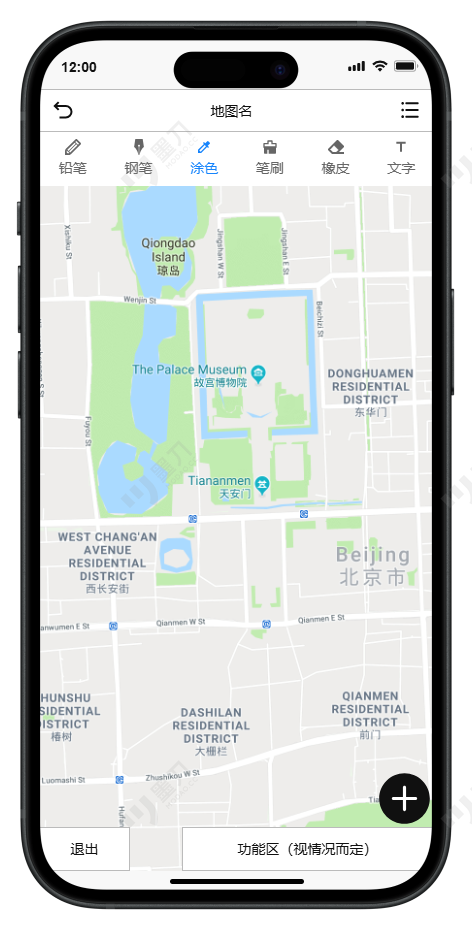 12:00
地图名
铅笔
钢笔
涂色
笔刷
橡皮
T
文字
Xishiku St
Jingshan W St
Jingshan E St
Qiongdao
Island
琼岛
Wenjin St
Beichizi St
The Palace Museum
故宫博物院
DONGHUAMEN
RESIDENTIAL
DISTRICT
东华门
Fuyou St
Tiananmen
天安门
WEST CHANG'AN
AVENUE
RESIDENTIAL
DISTRICT
西长安街
Beijing
北京市
anwumen E St
Qianmen W St
Qianmen E St
HUNSHU
SIDENTIAL
ISTRICT
椿树
DASHILAN
RESIDENTIAL
DISTRICT
大栅栏
QIANMEN
RESIDENTIAL
DISTRICT
前门
Luomashi St
Zhushikou W St
Tia
Hufan
退出
功能区（视情况而定）